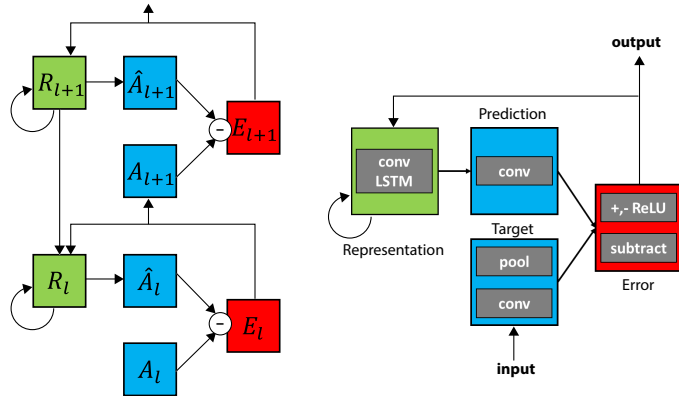 R_{l+1}
Â_{l+1}
E_{l+1}
−
A_{l+1}
R_l
Â_l
E_l
−
A_l
output
Prediction
conv
LSTM
conv
+,- ReLU
subtract
Representation
Target
pool
conv
Error
input